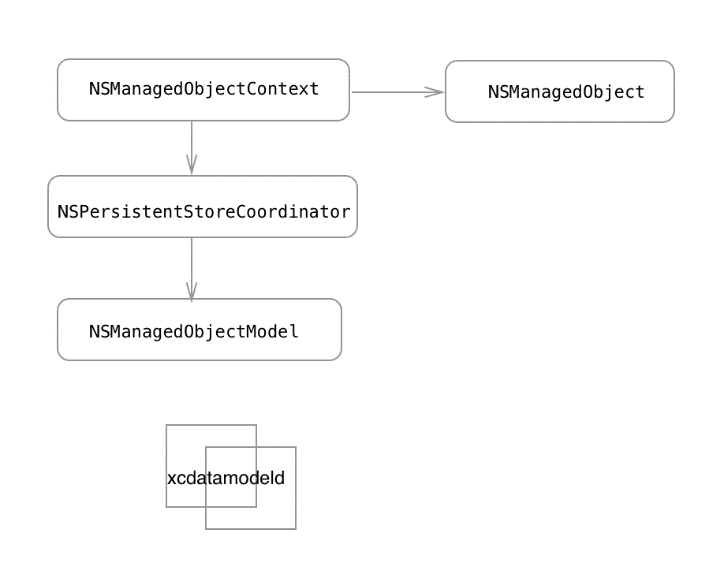 NSManagedObjectContext
NSManagedObject
NSPersistentStoreCoordinator
NSManagedObjectModel
xcdatamodeld